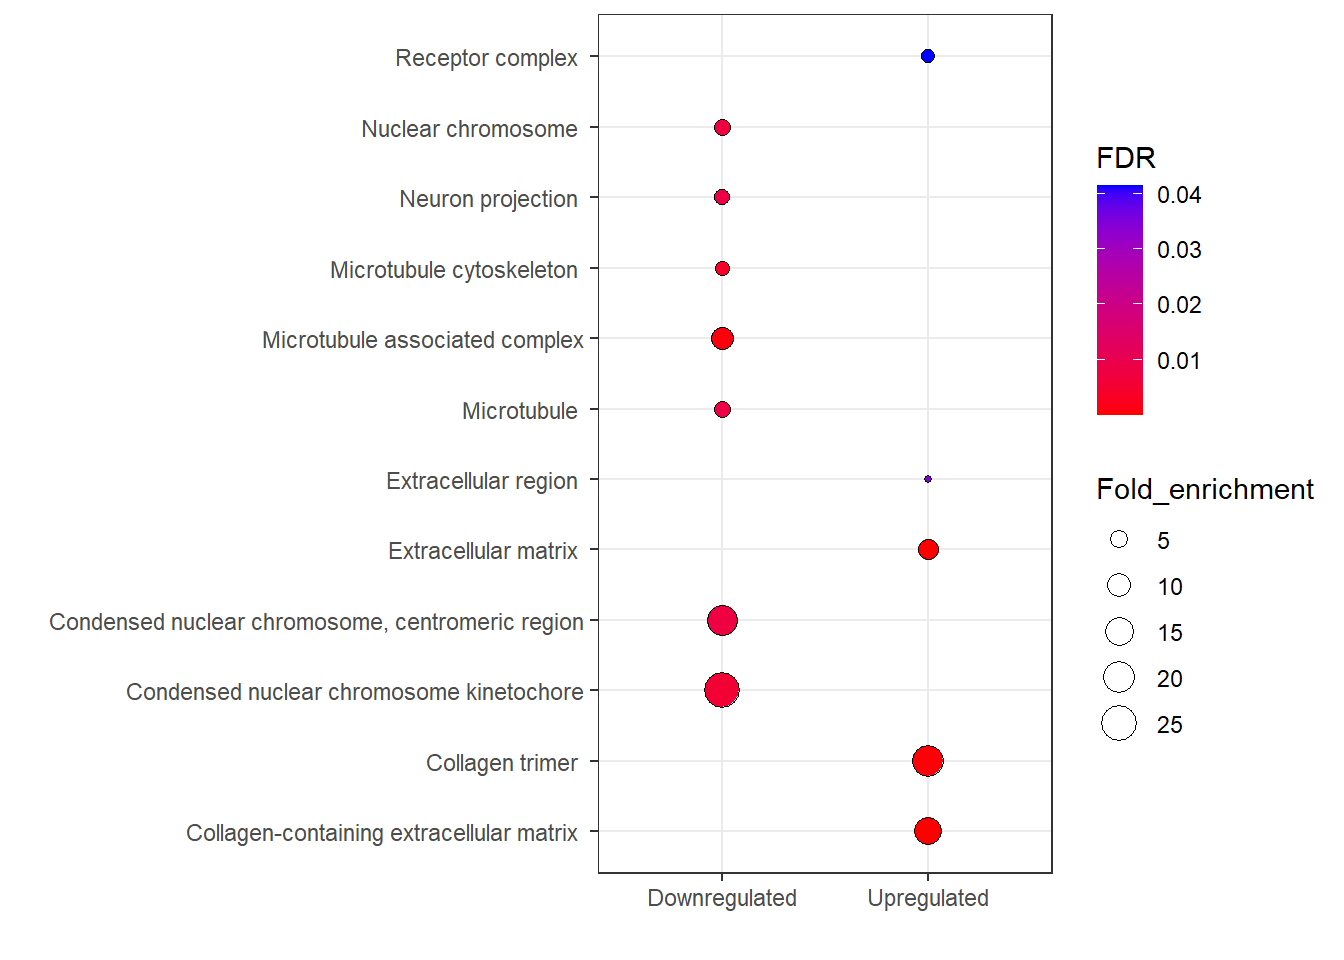 Receptor complex
Nuclear chromosome
Neuron projection
Microtubule cytoskeleton
Microtubule associated complex
Microtubule
Extracellular region
Extracellular matrix
Condensed nuclear chromosome, centromeric region
Condensed nuclear chromosome kinetochore
Collagen trimer
Collagen-containing extracellular matrix
Downregulated
Upregulated
FDR
0.04
0.03
0.02
0.01
Fold_enrichment
5
10
15
20
25